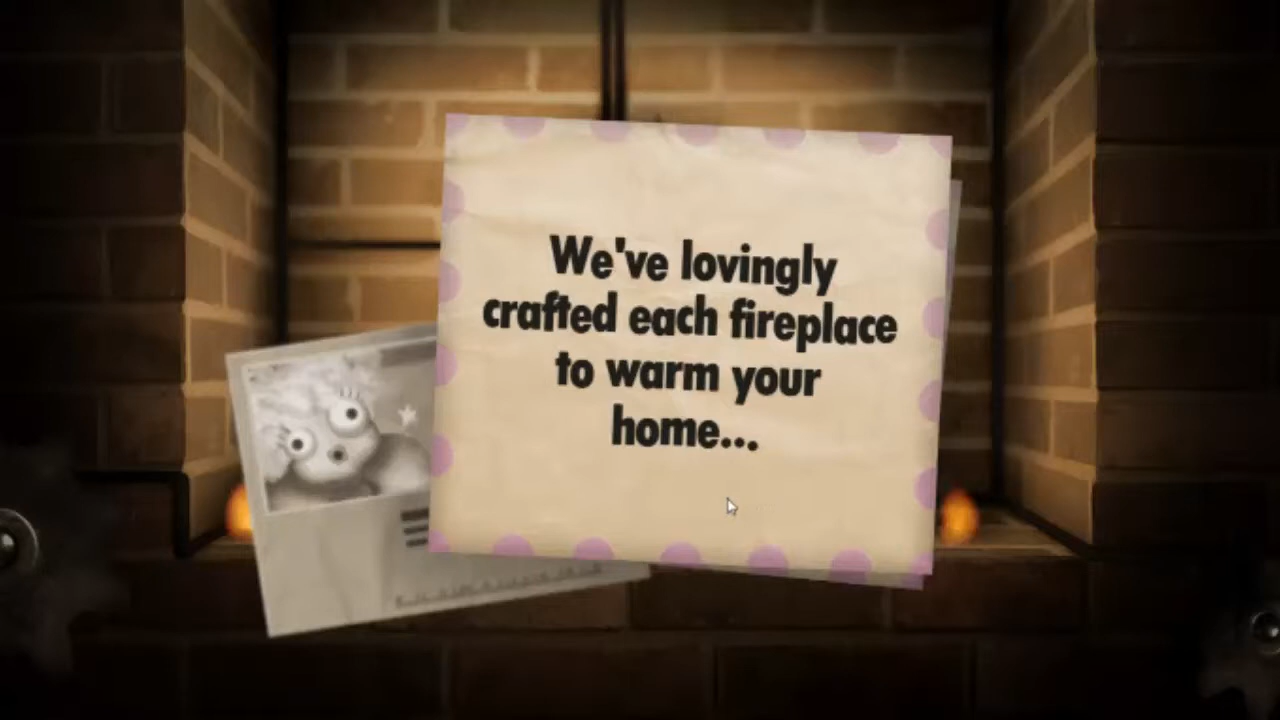 We've lovingly
crafted each fireplace
to warm your
home...